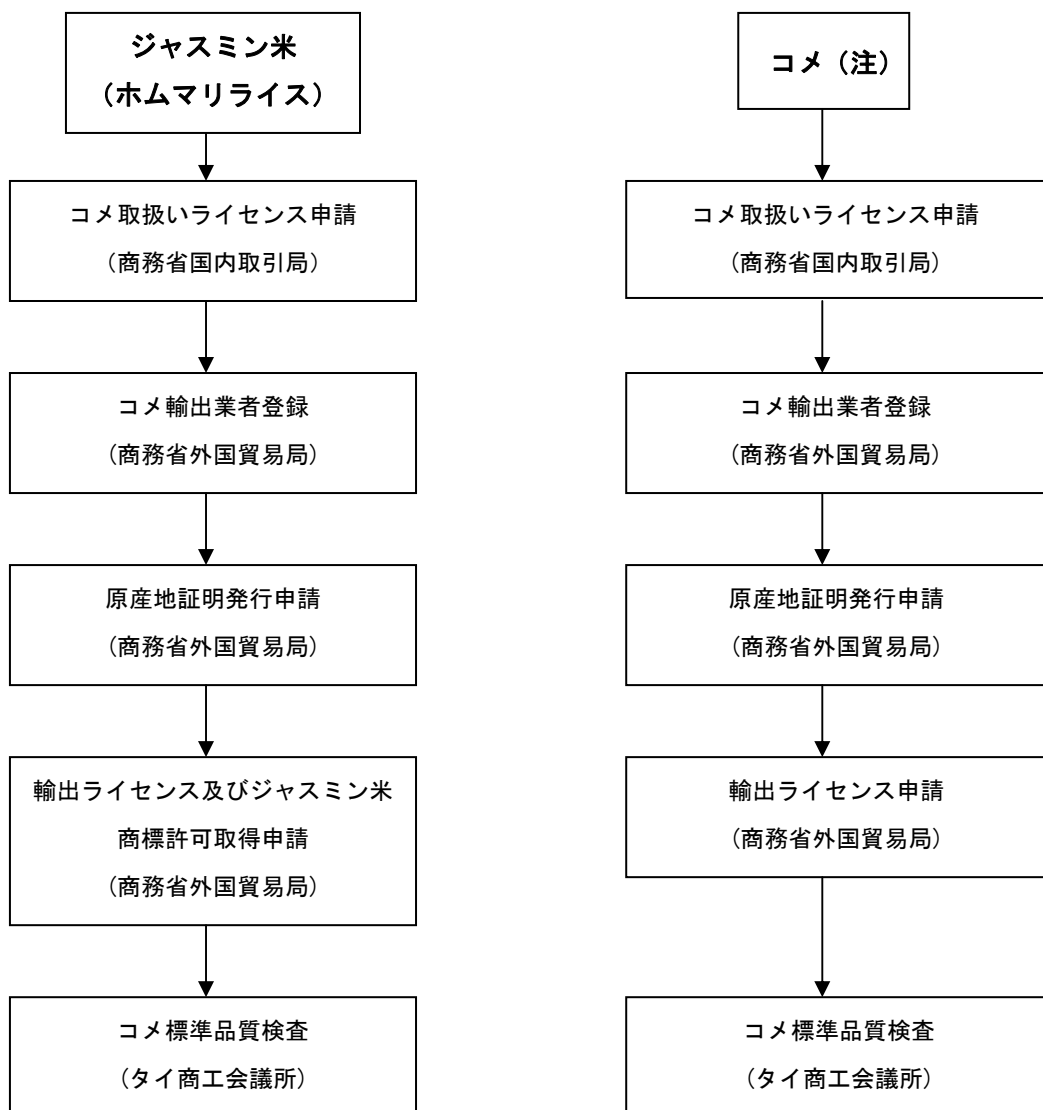 ジャスミン米
（ホムマリライス）
コメ取扱いライセンス申請
（商務省国内取引局）
コメ輸出業者登録
（商務省外国貿易局）
原産地証明発行申請
（商務省外国貿易局）
輸出ライセンス及びジャスミン米
商標許可取得申請
（商務省外国貿易局）
コメ標準品質検査
（タイ商工会議所）
コメ（注）
コメ取扱いライセンス申請
（商務省国内取引局）
コメ輸出業者登録
（商務省外国貿易局）
原産地証明発行申請
（商務省外国貿易局）
輸出ライセンス申請
（商務省外国貿易局）
コメ標準品質検査
（タイ商工会議所）